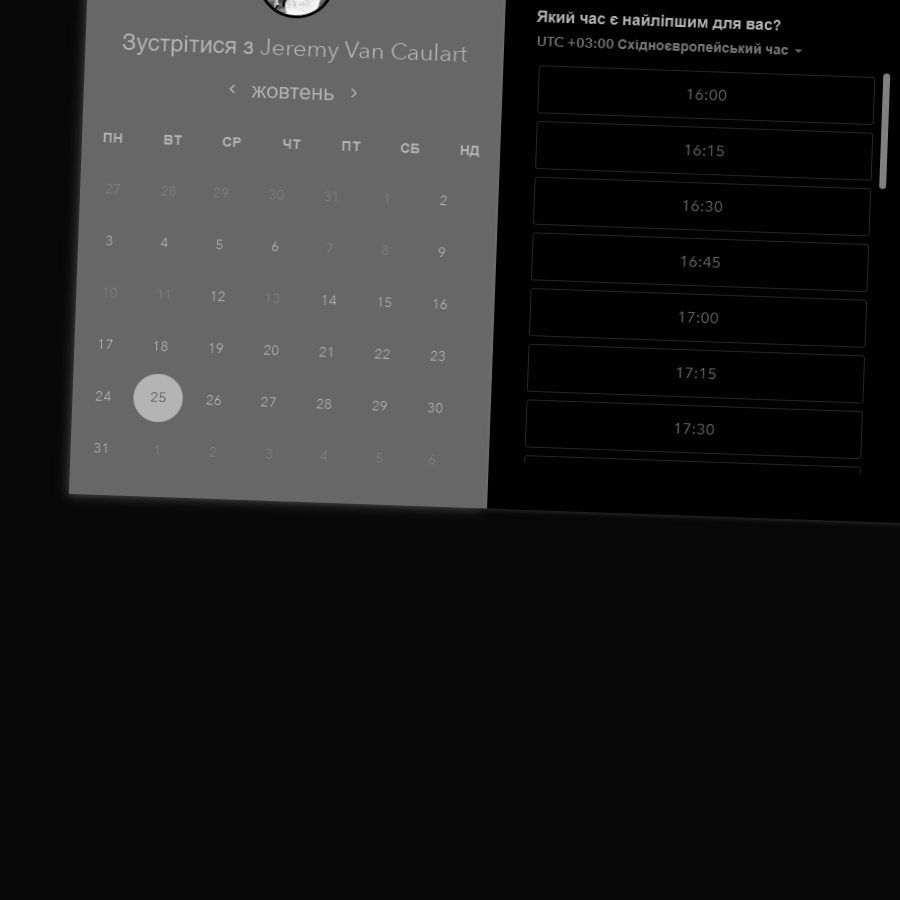 Зустрітися з Jeremy Van Caulart
жовтень
ПН ВТ СР ЧТ ПТ СБ НД
27 28 29 30 31 1 2
3 4 5 6 7 8 9
10 11 12 13 14 15 16
17 18 19 20 21 22 23
24 25 26 27 28 29 30
31 1 2 3 4 5 6
Який час є найліпшим для вас?
UTC +03:00 Східноєвропейський час
16:00
16:15
16:30
16:45
17:00
17:15
17:30